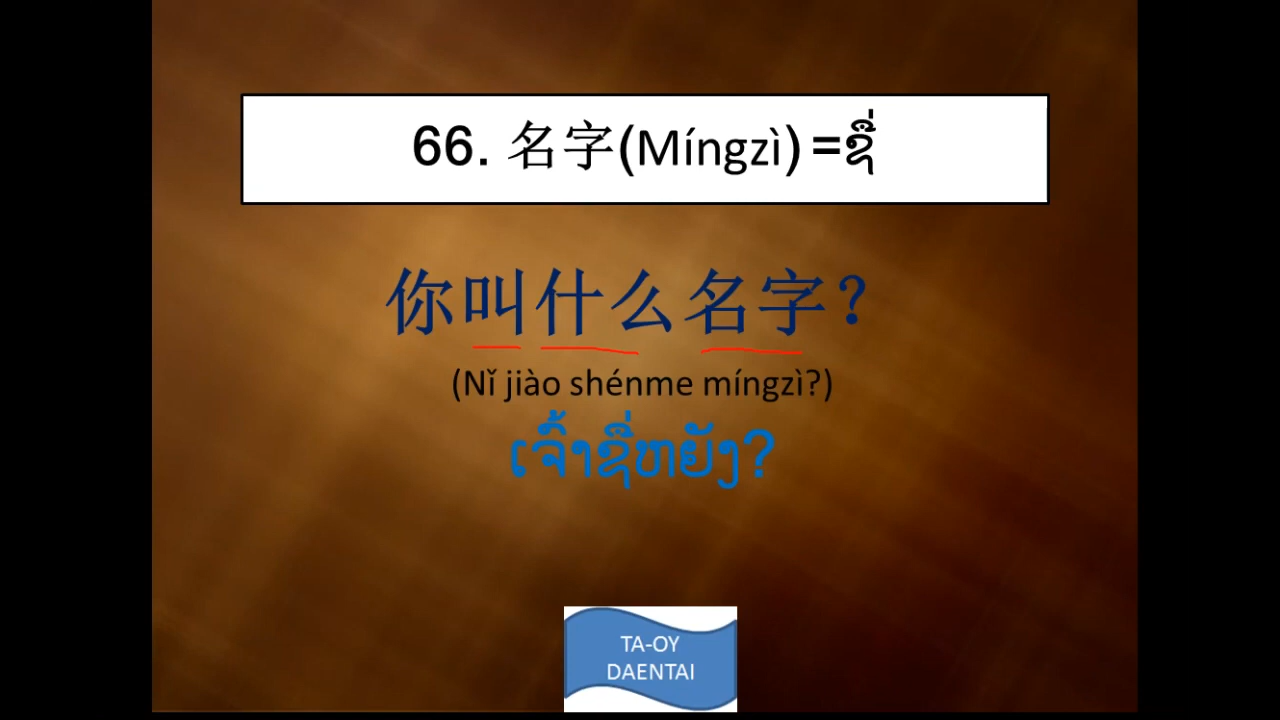 66. 名字(Míngzì) =ຊື່
你叫什么名字？
(Nǐ jiào shénme míngzì?)
ເຈົ້າຊື່ຫຍັງ?
TA-OY
DAENTAI